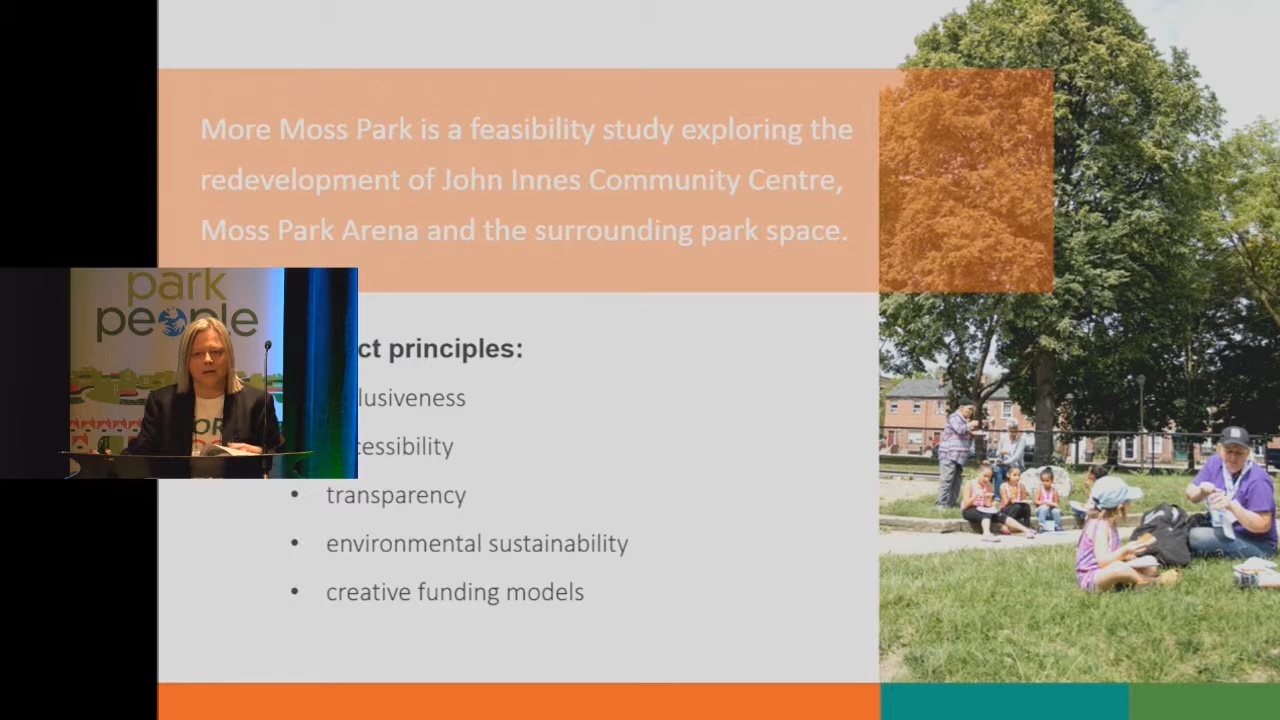 More Moss Park is a feasibility study exploring the
redevelopment of John Innes Community Centre,
Moss Park Arena and the surrounding park space.
park
people
ct principles:
lusiveness
cessibility
• transparency
• environmental sustainability
• creative funding models